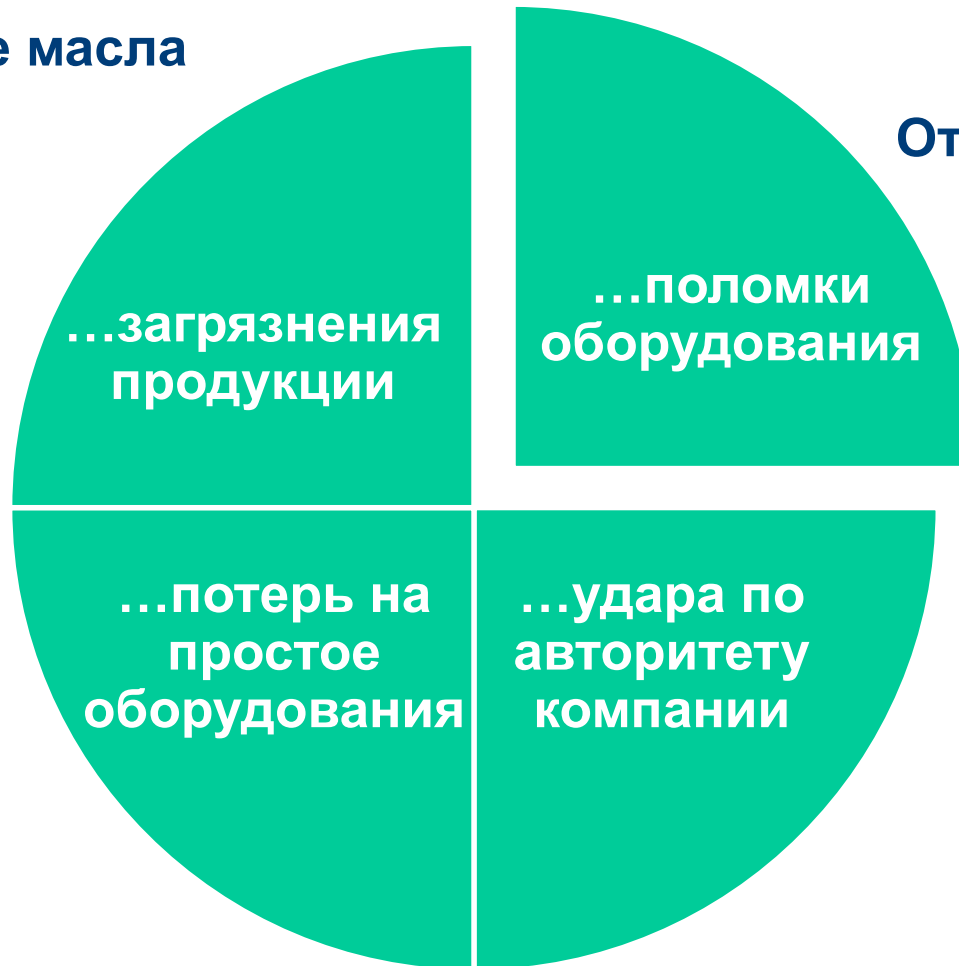 е масла
От
…поломки
оборудования
…загрязнения
продукции
…потерь на
простое
оборудования
…удара по
авторитету
компании